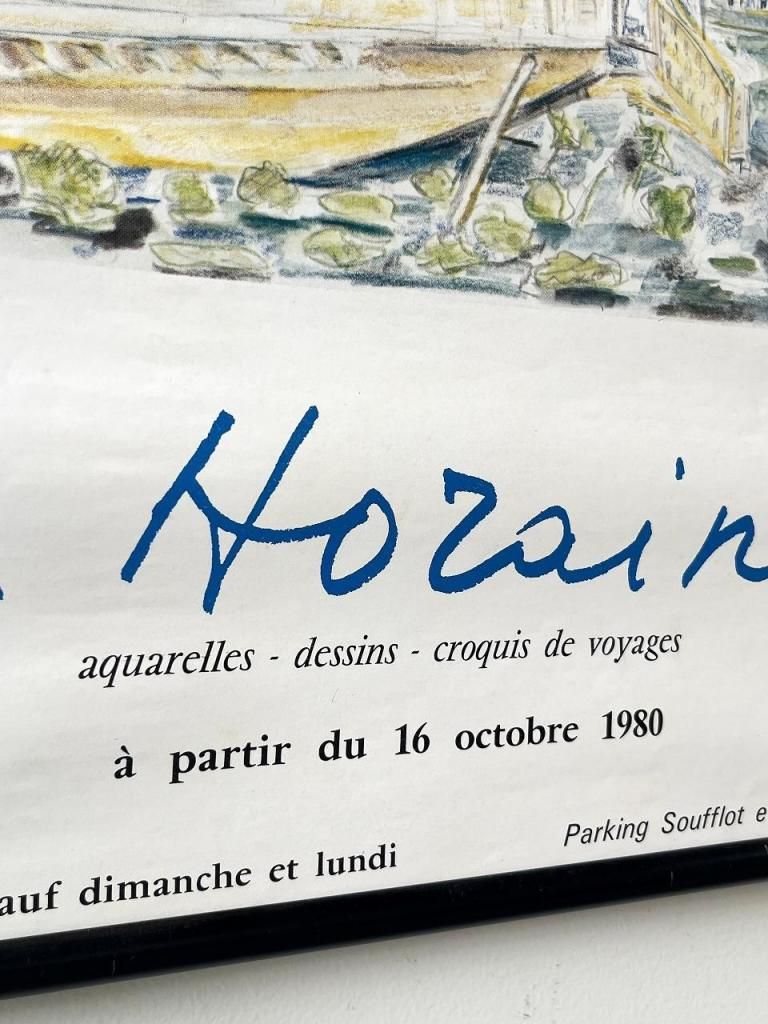 Horain
aquarelles - dessins - croquis de voyages
à partir du 16 octobre 1980
Parking Soufflot
dimanche et lundi